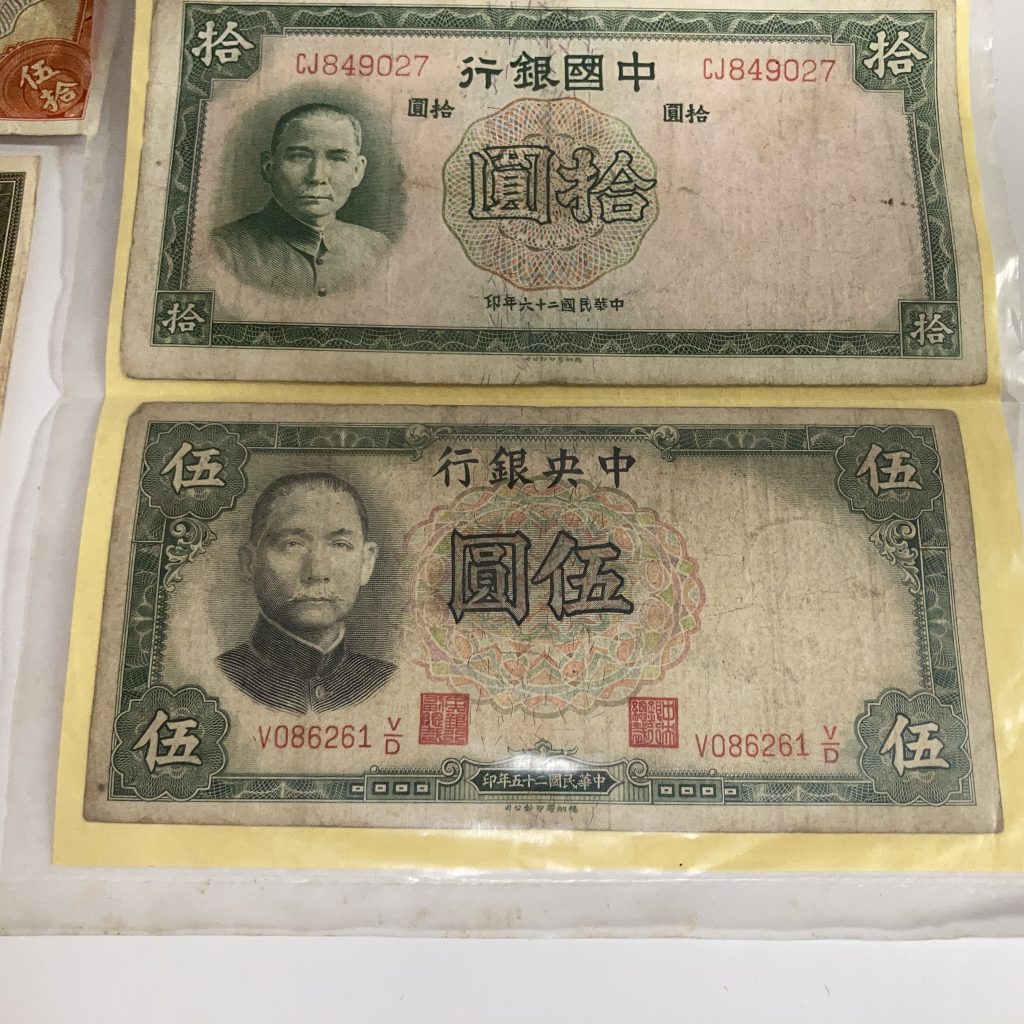 伍拾
拾
拾
CJ849027
中國銀行
CJ849027
拾圓
拾圓
拾圓
中華民國二十六年印
拾
拾
伍
伍
中央銀行
伍圓
V086261 V/D
V086261 V/D
伍
伍
中華民國二十五年印